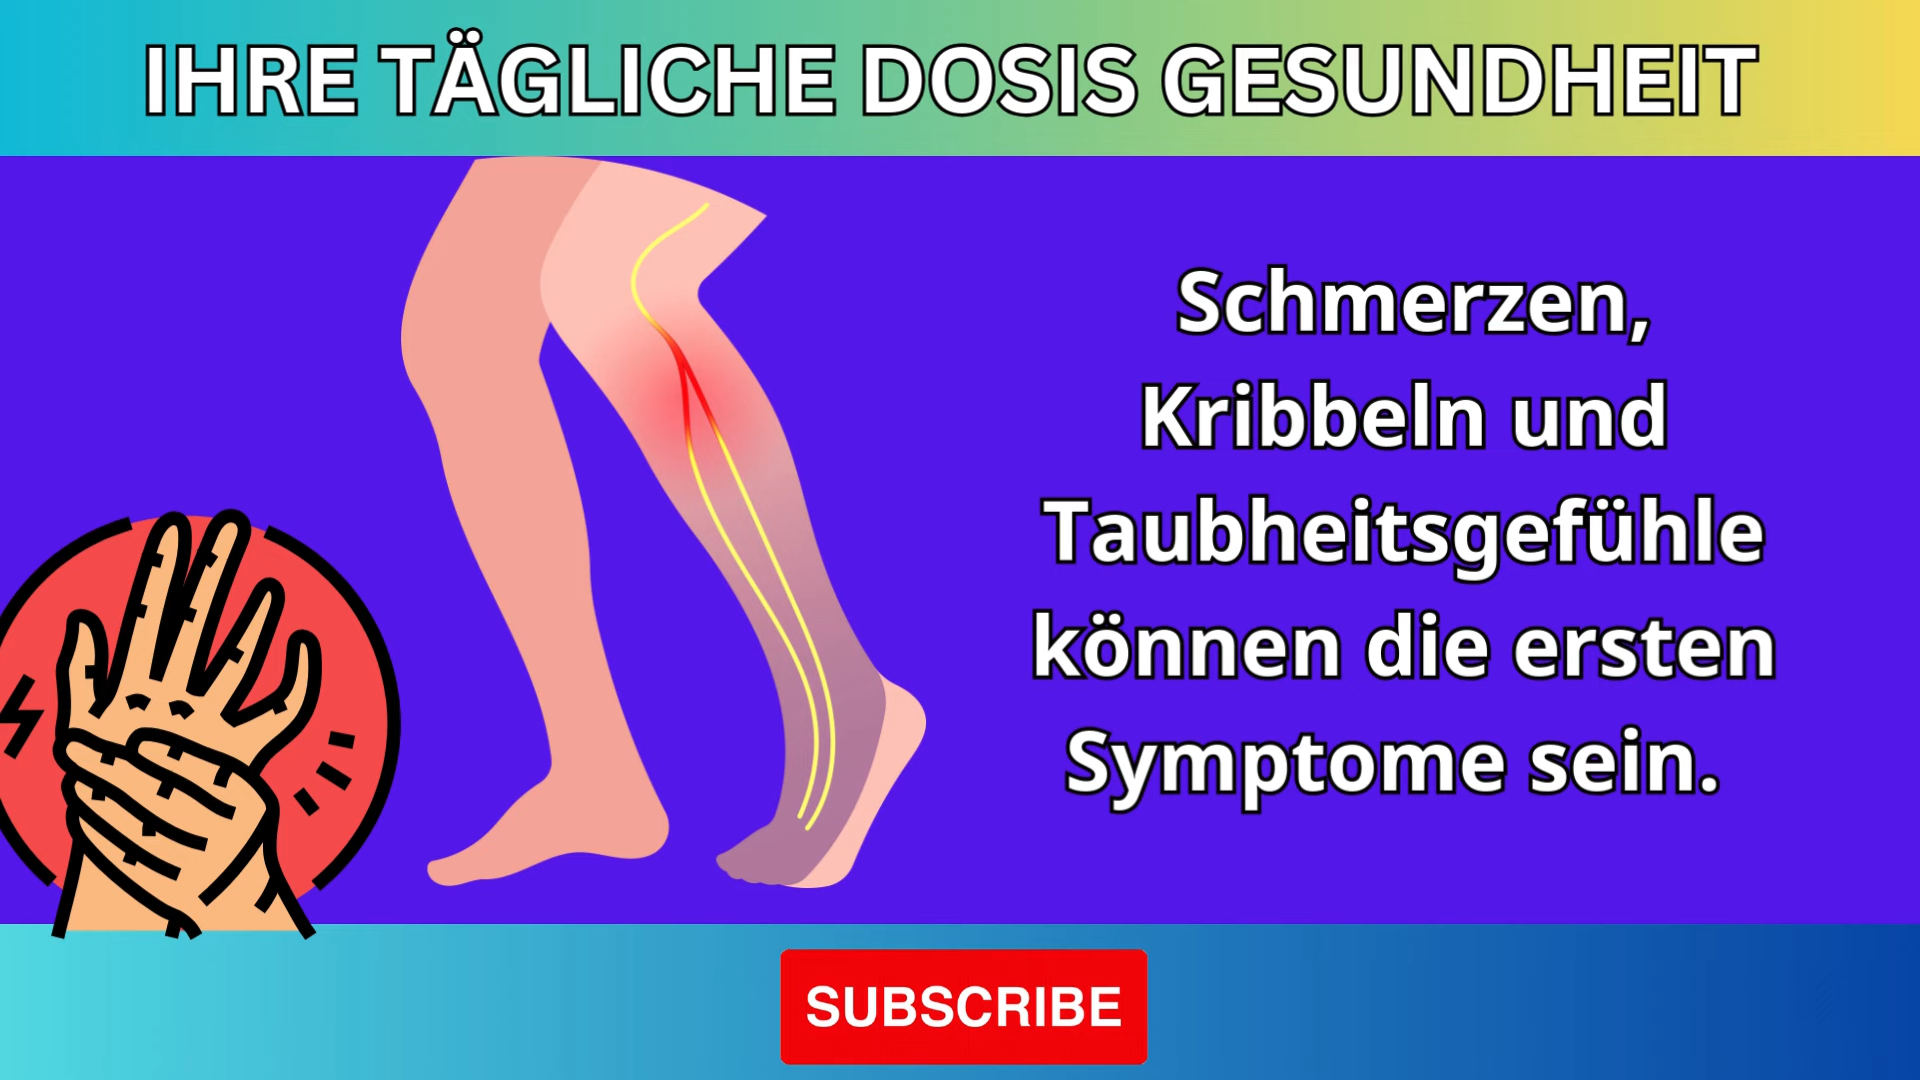 IHRE TÄGLICHE DOSIS GESUNDHEIT
Schmerzen,
Kribbeln und
Taubheitsgefühle
können die ersten
Symptome sein.
SUBSCRIBE